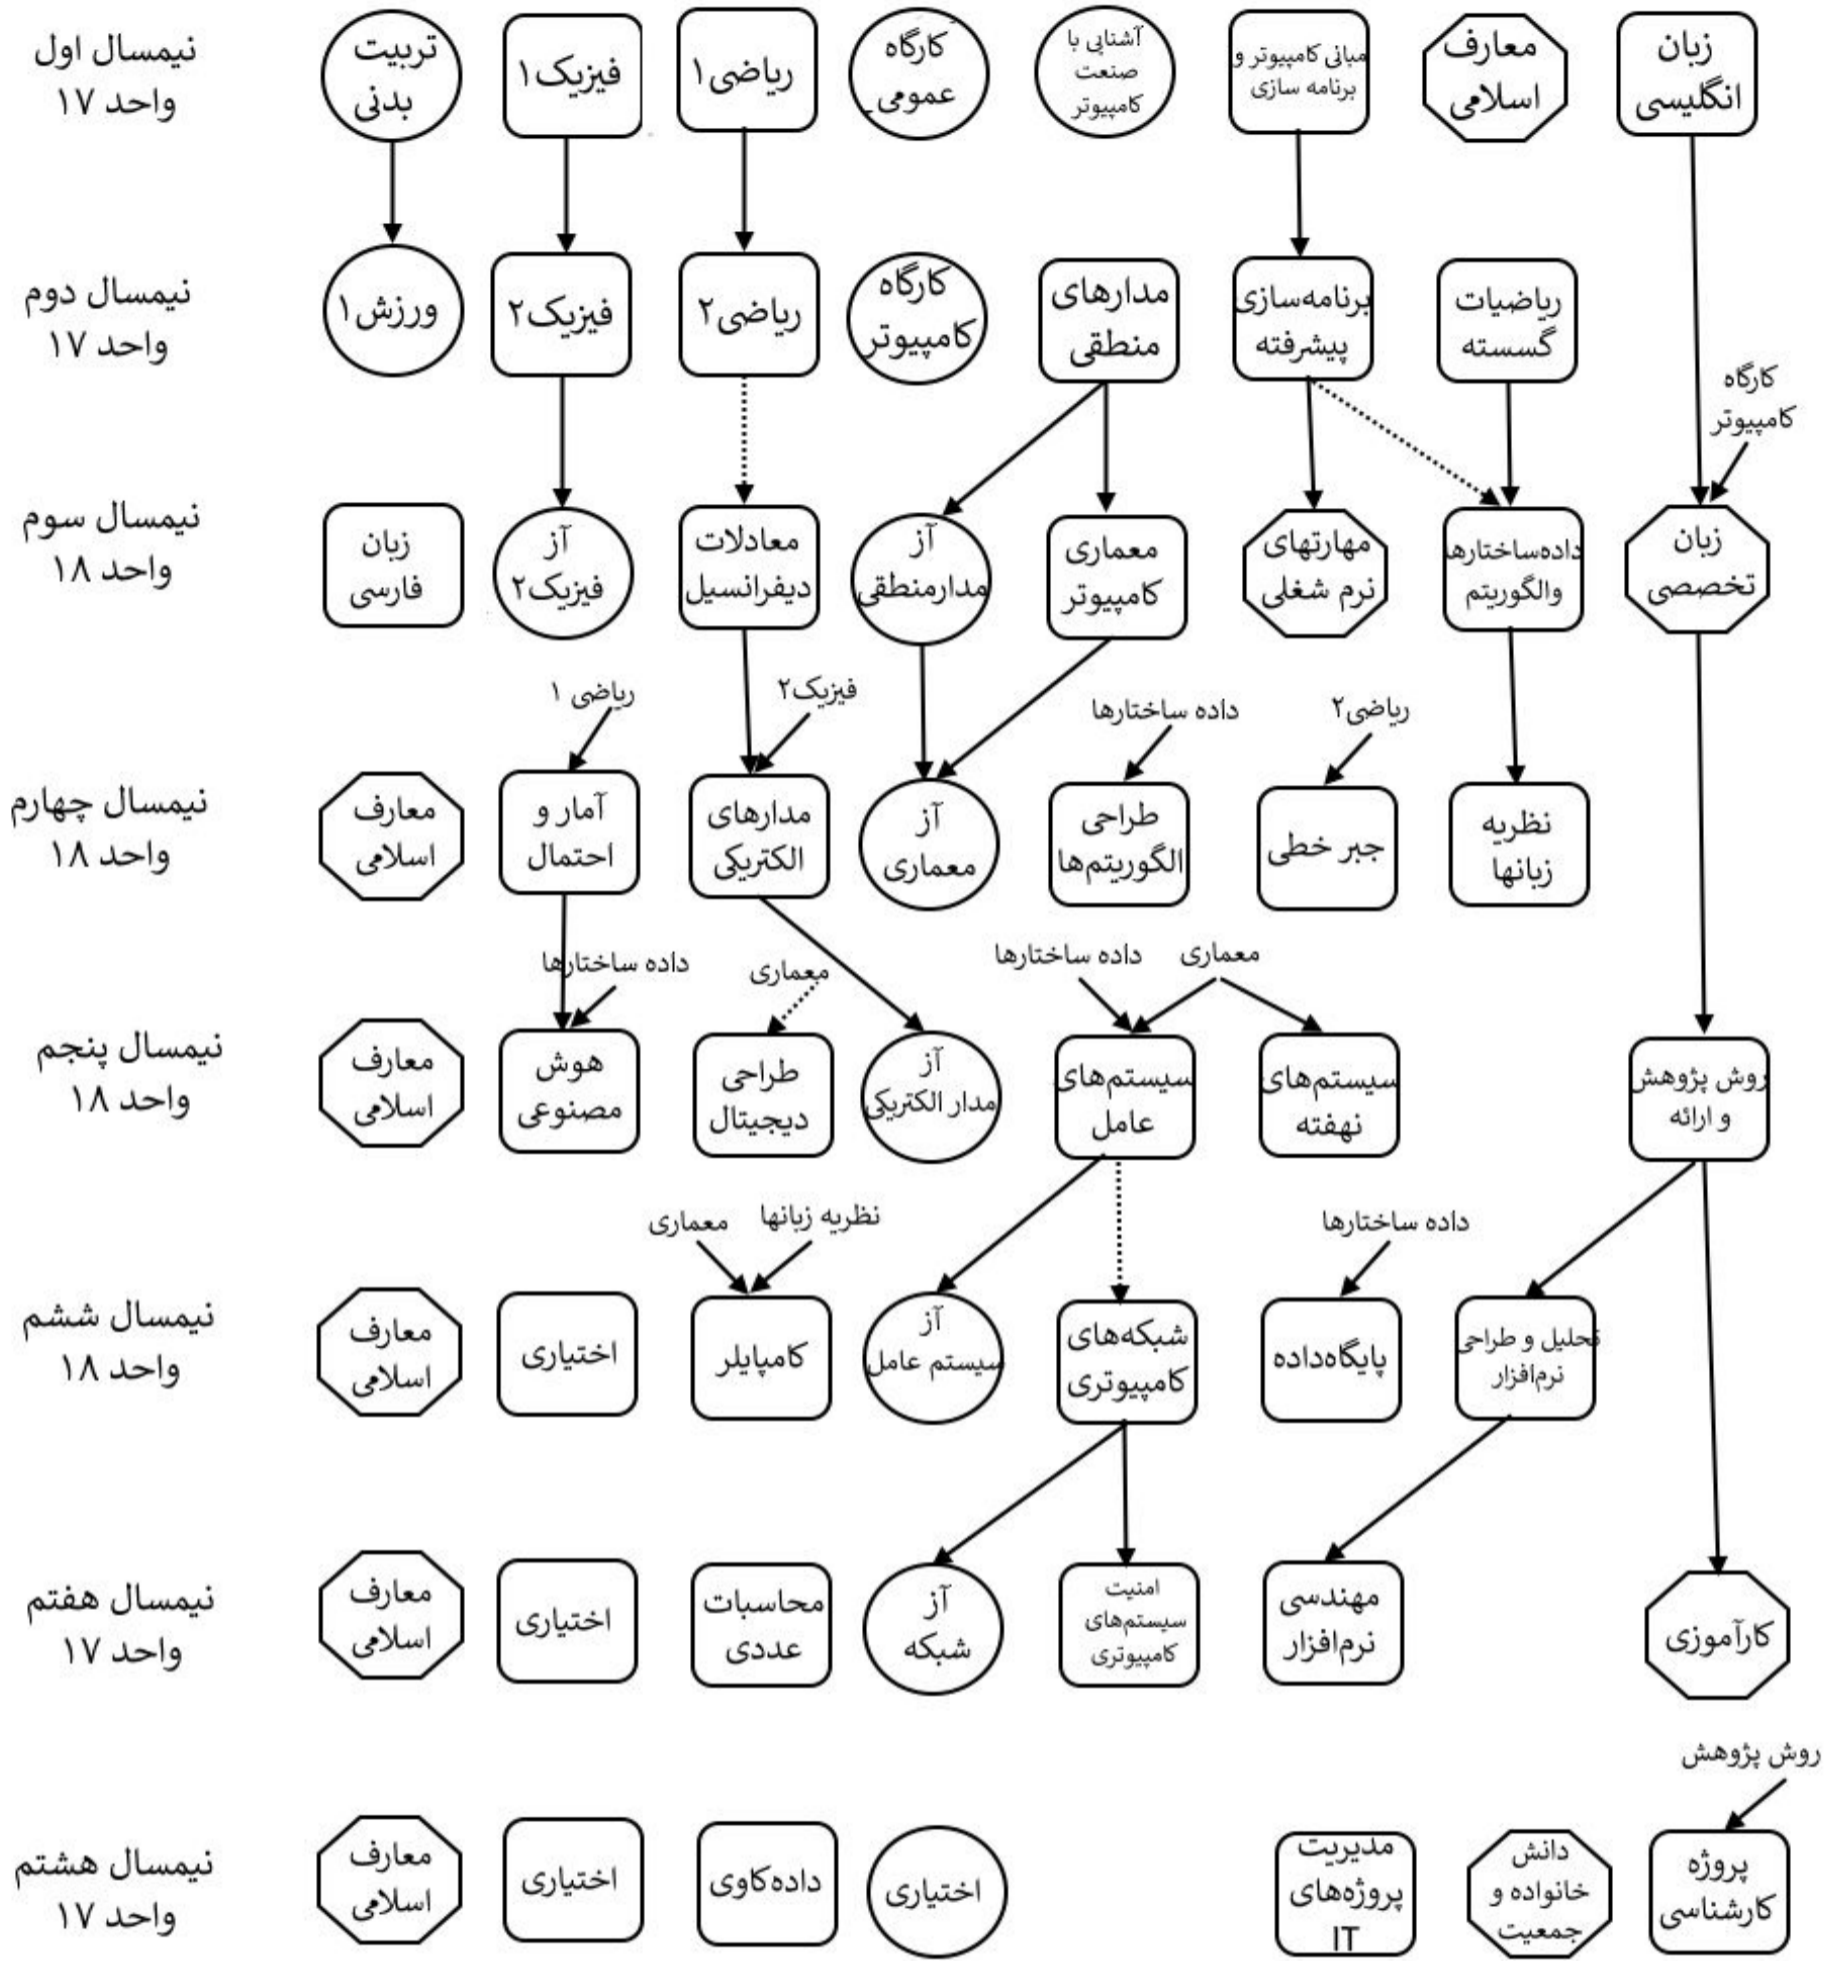 نیمسال اول
۱۷ واحد
زبان
انگلیسی
معارف
اسلامی
مبانی کامپیوتر و
برنامه سازی
آشنایی با
صنعت
کامپیوتر
کارگاه
عمومی
ریاضی۱
فیزیک۱
تربیت
بدنی
نیمسال دوم
۱۷ واحد
ریاضیات
گسسته
برنامه‌سازی
پیشرفته
مدارهای
منطقی
کارگاه
کامپیوتر
ریاضی۲
فیزیک۲
ورزش۱
کارگاه
کامپیوتر
نیمسال سوم
۱۸ واحد
زبان
تخصصی
داده‌ساختارها
والگوریتم
مهارتهای
نرم شغلی
معماری
کامپیوتر
آز
مدارمنطقی
معادلات
دیفرانسیل
آز
فیزیک۲
زبان
فارسی
ریاضی۲
داده ساختارها
فیزیک۲
ریاضی ۱
نیمسال چهارم
۱۸ واحد
نظریه
زبانها
جبر خطی
طراحی
الگوریتم‌ها
آز
معماری
مدارهای
الکتریکی
آمار و
احتمال
معارف
اسلامی
معماری
داده ساختارها
معماری
داده ساختارها
نیمسال پنجم
۱۸ واحد
روش پژوهش
و ارائه
سیستم‌های
نهفته
سیستم‌های
عامل
آز
مدار الکتریکی
طراحی
دیجیتال
هوش
مصنوعی
معارف
اسلامی
داده ساختارها
نظریه زبانها
معماری
نیمسال ششم
۱۸ واحد
تحلیل و طراحی
نرم‌افزار
پایگاه‌داده
شبکه‌های
کامپیوتری
آز
سیستم عامل
کامپایلر
اختیاری
معارف
اسلامی
نیمسال هفتم
۱۷ واحد
کارآموزی
مهندسی
نرم‌افزار
امنیت
سیستم‌های
کامپیوتری
آز
شبکه
محاسبات
عددی
اختیاری
معارف
اسلامی
روش پژوهش
نیمسال هشتم
۱۷ واحد
پروژه
کارشناسی
دانش
خانواده و
جمعیت
مدیریت
پروژه‌های
IT
اختیاری
داده‌کاوی
اختیاری
معارف
اسلامی